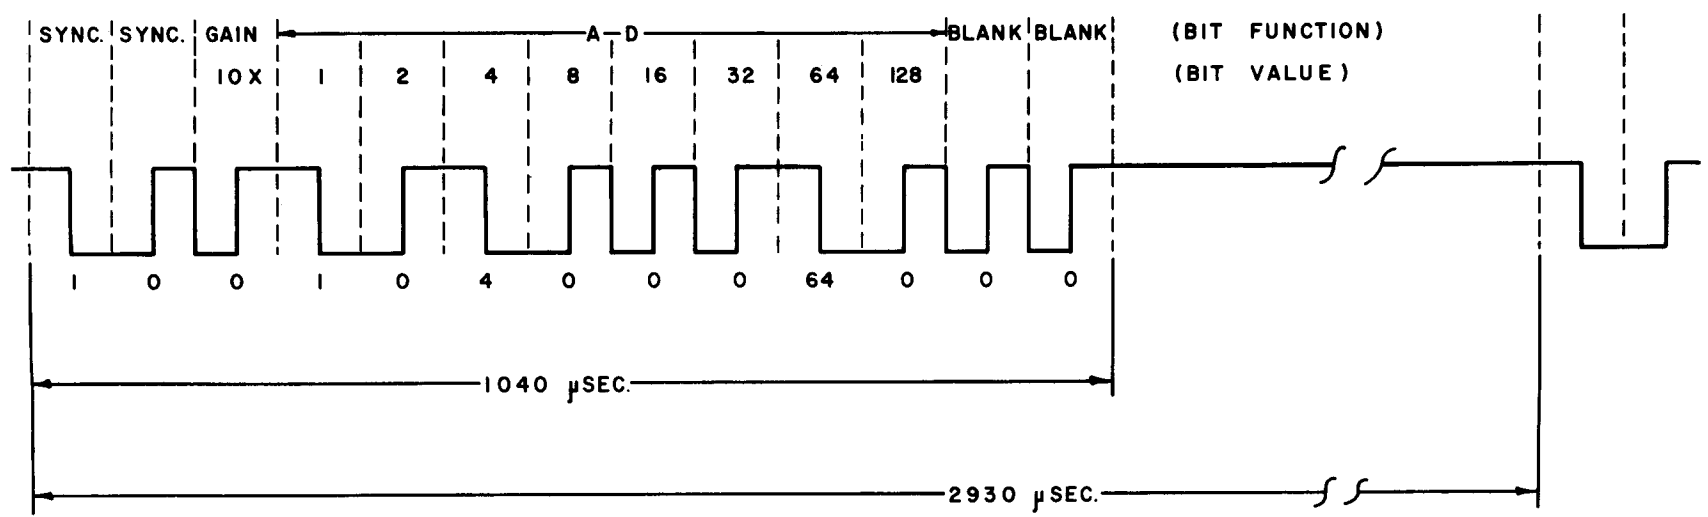 SYNC. SYNC. GAIN A-D BLANK BLANK (BIT FUNCTION)
10X 1 2 4 8 16 32 64 128 (BIT VALUE)
1 0 0 1 0 4 0 0 0 64 0 0 0
1040 μSEC.
2930 μSEC.